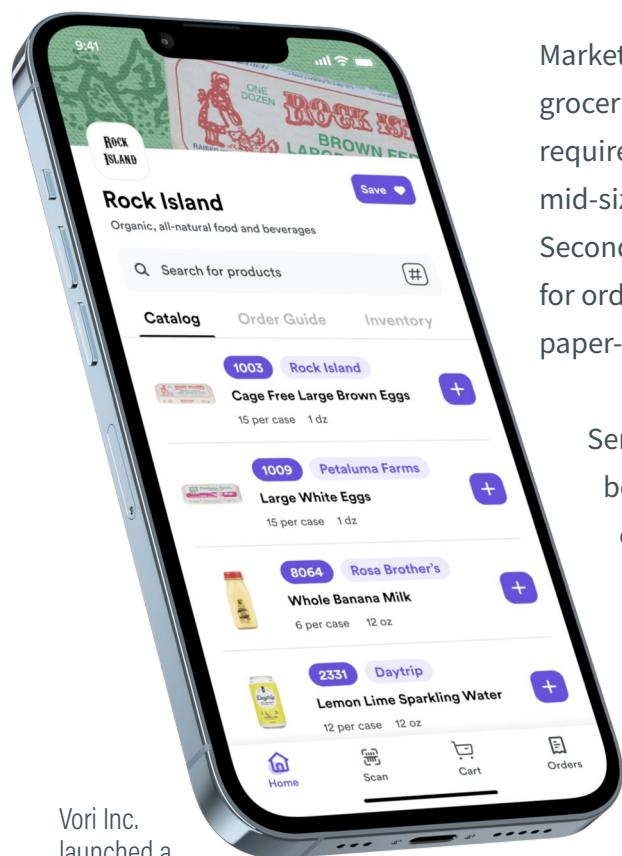 9:41
ONE
DOZEN
ROCK
BROWN
ROCK
ISLAND
Rock Island
Save
Organic, all-natural food and beverages
Search for products
#
Catalog Order Guide Inventory
1003 Rock Island
Cage Free Large Brown Eggs
15 per case 1 dz
1009 Petaluma Farms
Large White Eggs
15 per case 1 dz
8064 Rosa Brother's
Whole Banana Milk
6 per case 12 oz
2331 Daytrip
Lemon Lime Sparkling Water
12 per case 12 oz
Home Scan Cart Orders
Market
grocer
require
mid-siz
Second
for ord
paper-
Ser
Vori Inc.
launched a